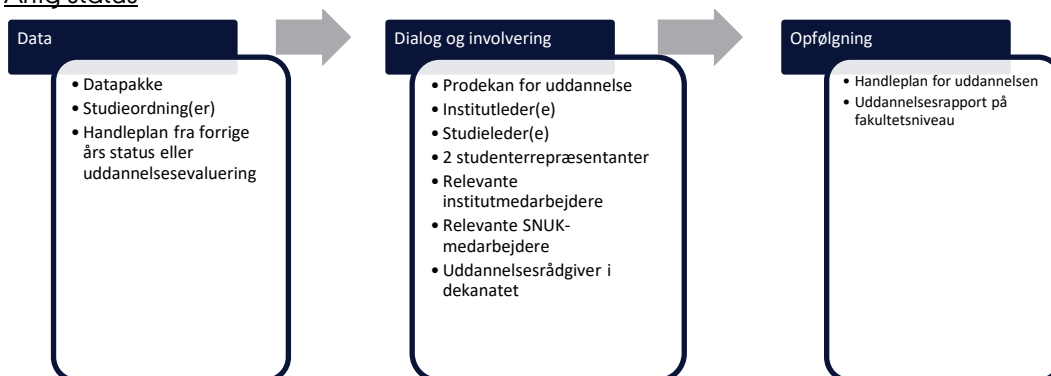 Årlig status
Data
• Datapakke
• Studieordning(er)
• Handleplan fra forrige
års status eller
uddannelsesevaluering
Dialog og involvering
• Prodekan for uddannelse
• Institutleder(e)
• Studieleder(e)
• 2 studenterrepræsentanter
• Relevante
institutmedarbejdere
• Relevante SNUK-
medarbejdere
• Uddannelsesrådgiver i
dekanatet
Opfølgning
• Handleplan for uddannelsen
• Uddannelsesrapport på
fakultetsniveau